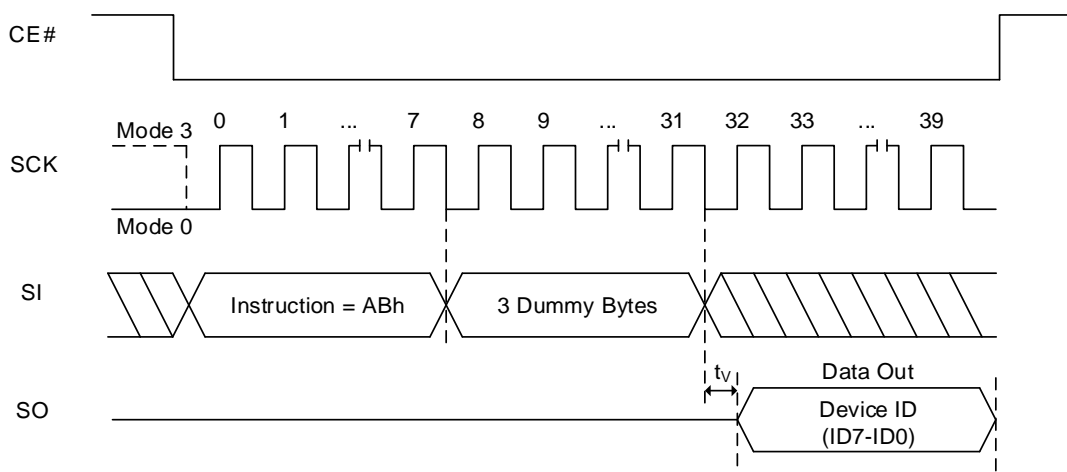 CE#
Mode 3
0 1 ... 7 8 9 ... 31 32 33 ... 39
SCK
Mode 0
SI
Instruction = ABh
3 Dummy Bytes
tV
Data Out
SO
Device ID
(ID7-ID0)